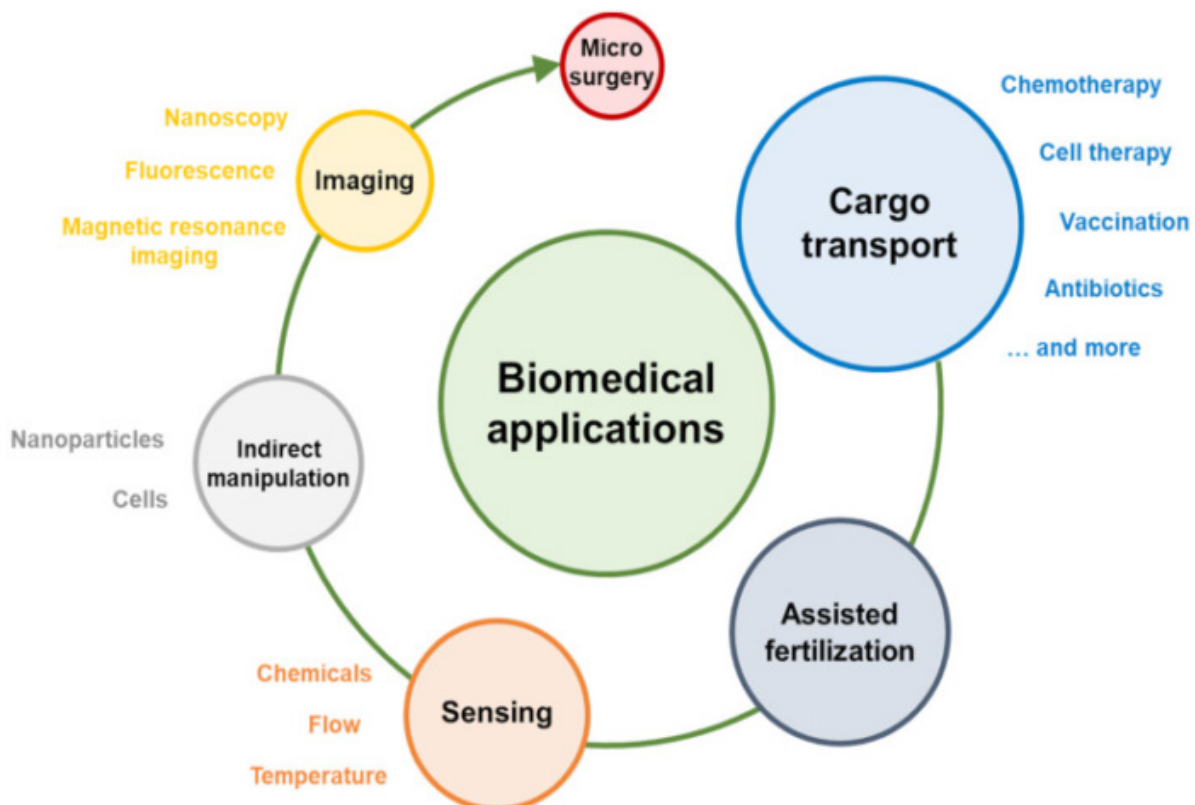 Micro
surgery
Chemotherapy
Cell therapy
Vaccination
Antibiotics
... and more
Cargo
transport
Nanoscopy
Fluorescence
Magnetic resonance
imaging
Imaging
Biomedical
applications
Nanoparticles
Cells
Indirect
manipulation
Assisted
fertilization
Chemicals
Flow
Temperature
Sensing